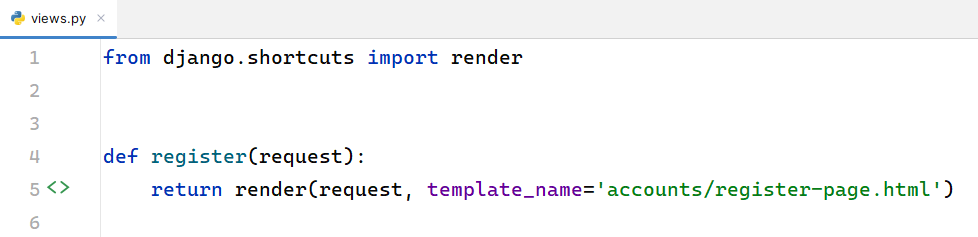 views.py ×
1 from django.shortcuts import render
2
3
4 def register(request):
5 <> return render(request, template_name='accounts/register-page.html')
6